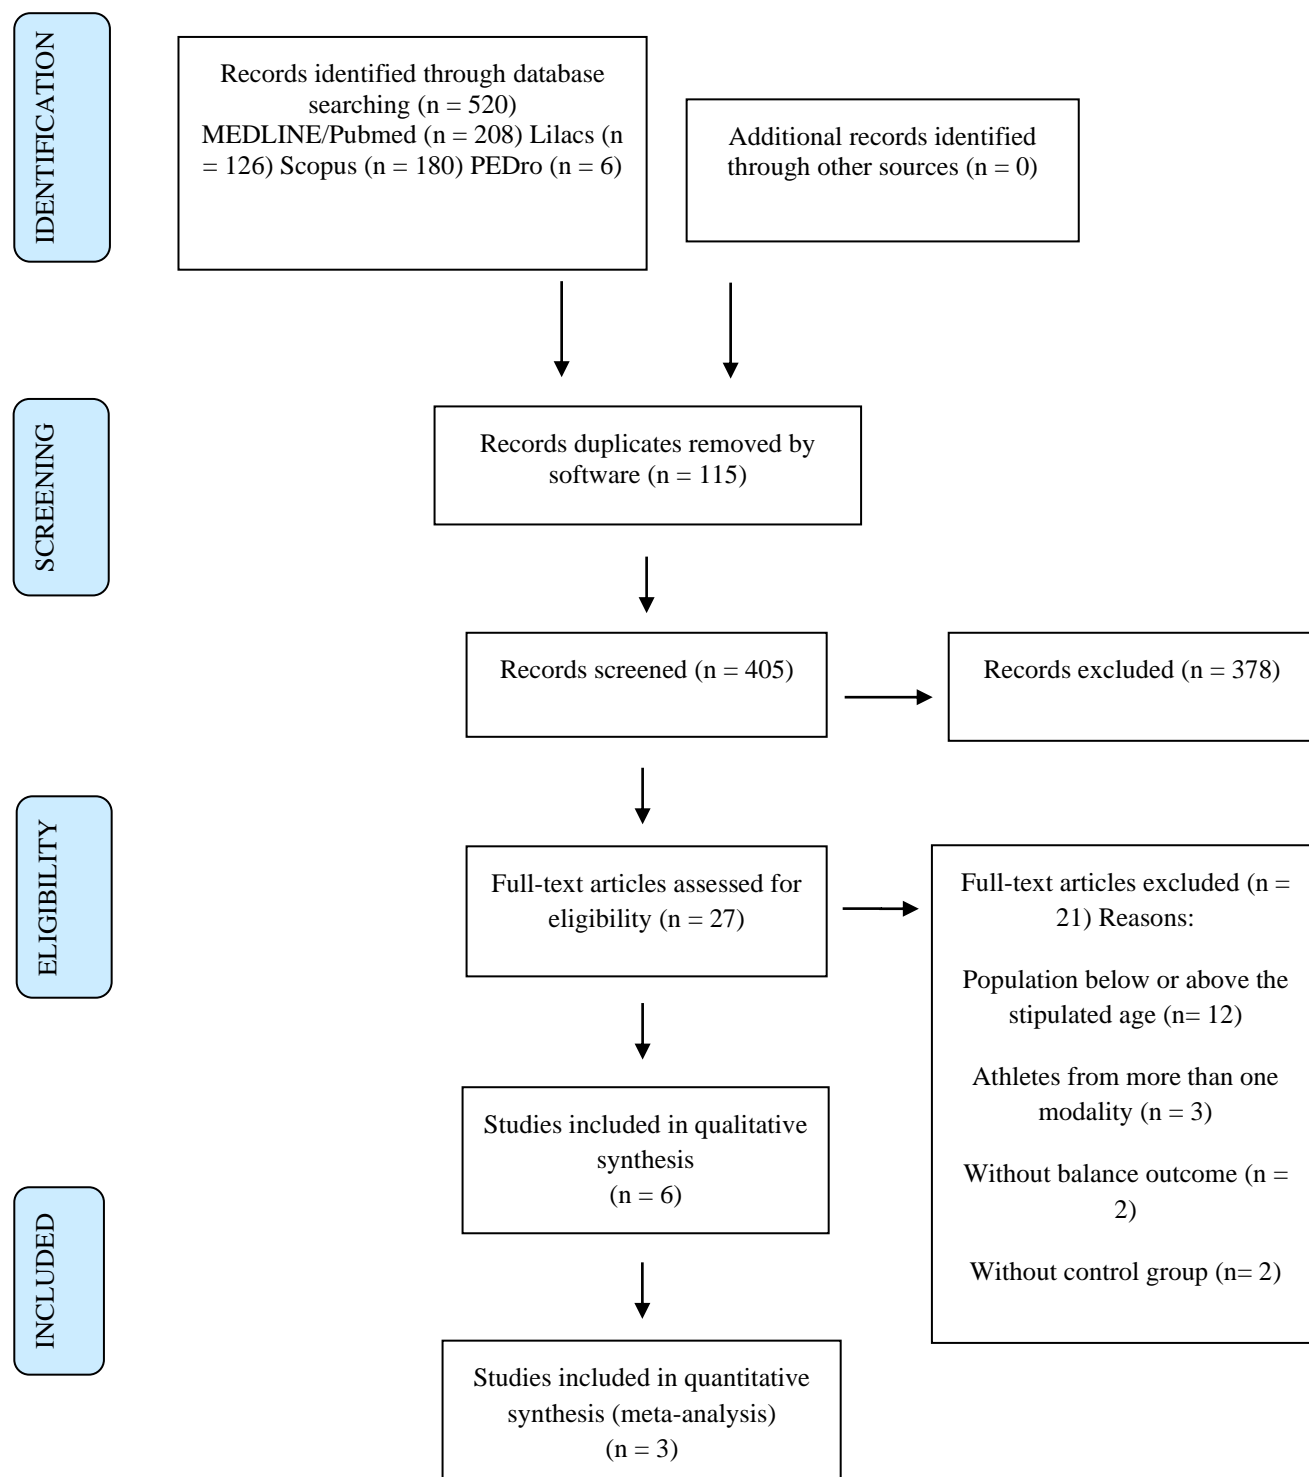 IDENTIFICATION
Records identified through database
searching (n = 520)
MEDLINE/Pubmed (n = 208) Lilacs (n
= 126) Scopus (n = 180) PEDro (n = 6)
Additional records identified
through other sources (n = 0)
SCREENING
Records duplicates removed by
software (n = 115)
Records screened (n = 405)
Records excluded (n = 378)
ELIGIBILITY
Full-text articles assessed for
eligibility (n = 27)
Full-text articles excluded (n =
21) Reasons:
Population below or above the
stipulated age (n= 12)
Athletes from more than one
modality (n = 3)
Without balance outcome (n =
2)
Without control group (n= 2)
INCLUDED
Studies included in qualitative
synthesis
(n = 6)
Studies included in quantitative
synthesis (meta-analysis)
(n = 3)